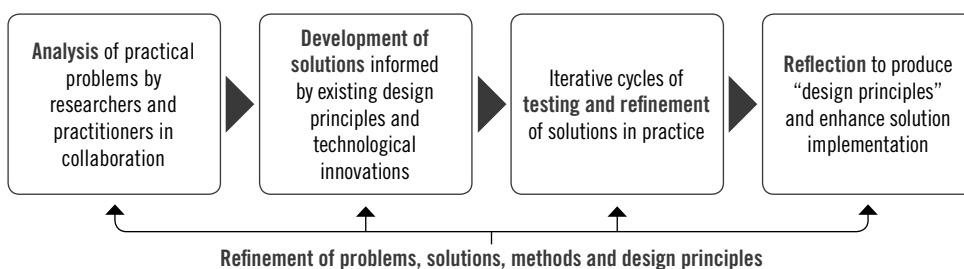 Analysis of practical
problems by
researchers and
practitioners in
collaboration
Development of
solutions informed
by existing design
principles and
technological
innovations
Iterative cycles of
testing and refinement
of solutions in practice
Reflection to produce
“design principles”
and enhance solution
implementation
Refinement of problems, solutions, methods and design principles